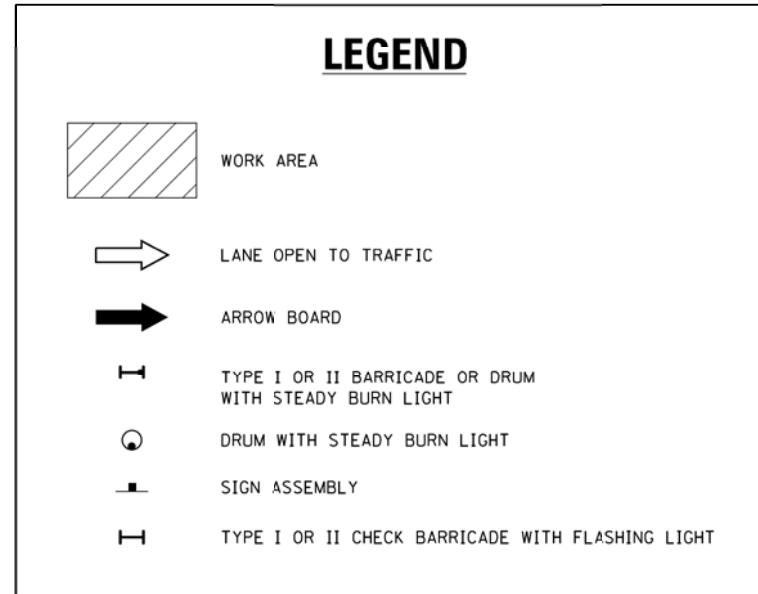 LEGEND
WORK AREA
LANE OPEN TO TRAFFIC
ARROW BOARD
TYPE I OR II BARRICADE OR DRUM
WITH STEADY BURN LIGHT
DRUM WITH STEADY BURN LIGHT
SIGN ASSEMBLY
TYPE I OR II CHECK BARRICADE WITH FLASHING LIGHT